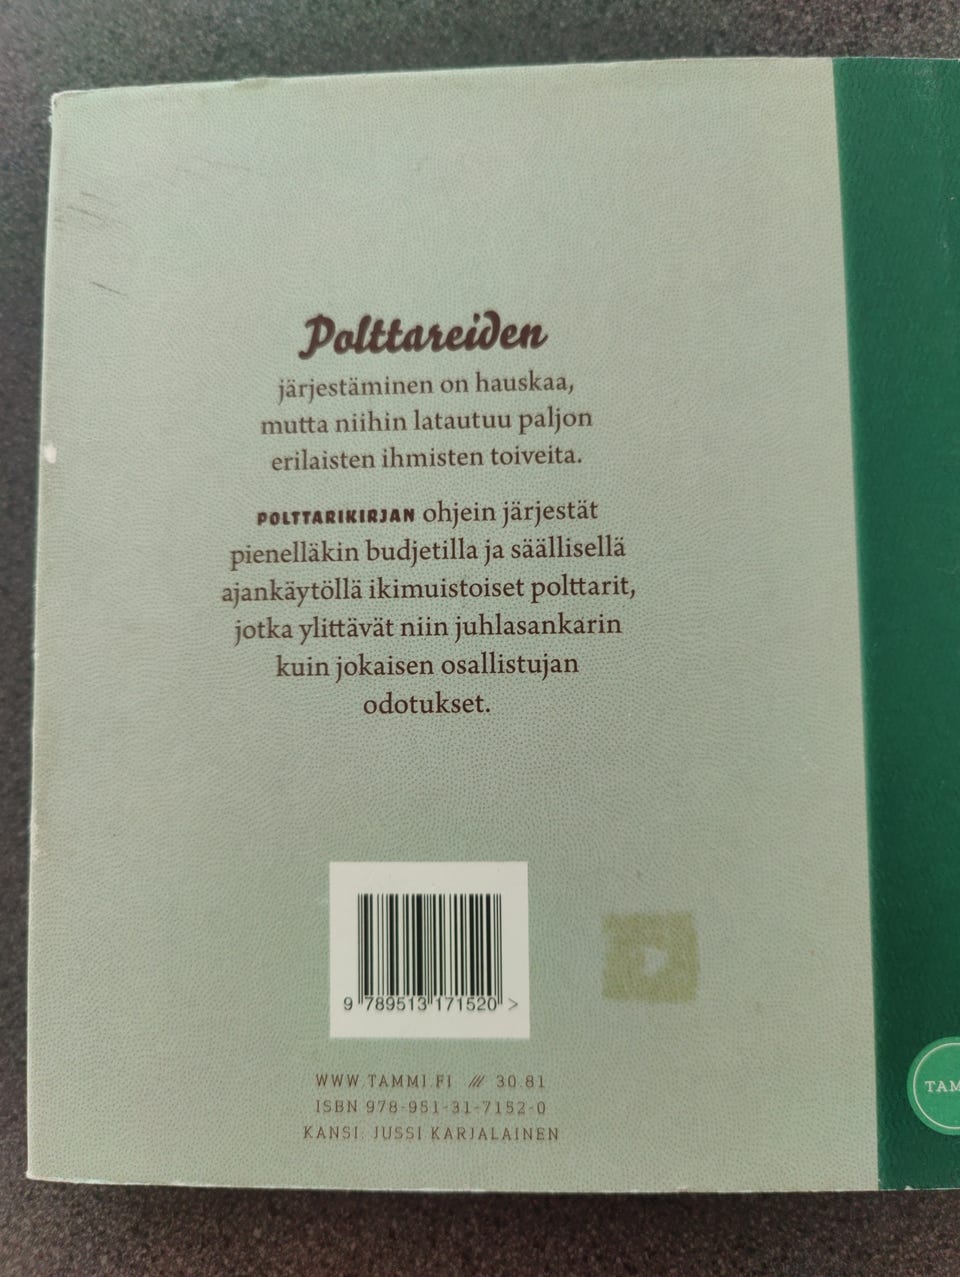 Polttareiden
järjestäminen on hauskaa,
mutta niihin latautuu paljon
erilaisten ihmisten toiveita.
POLTTARIKIRJAN ohjein järjestät
pienelläkin budjetilla ja säällisellä
ajankäytöllä ikimuistoiset polttarit,
jotka ylittävät niin juhlasankarin
kuin jokaisen osallistujan
odotukset.
9 789513 171520 >
WWW.TAMMI.FI /// 30.81
ISBN 978-951-31-7152-0
KANSI: JUSSI KARJALAINEN
TAM